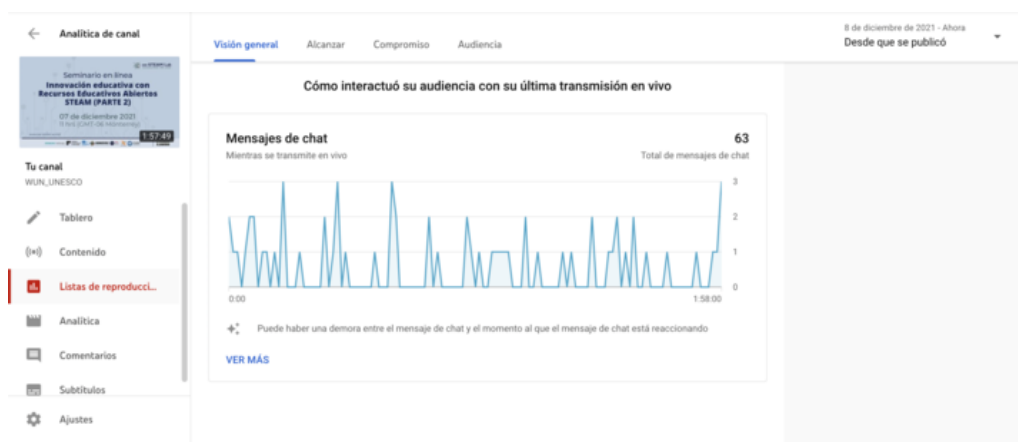 Analítica de canal
Seminario en línea
Innovación educativa con
Recursos Educativos Abiertos
STEAM (PARTE 2)
07 de diciembre 2021
1:57:49
Tu canal
WUN_UNESCO
Tablero
Contenido
Listas de reproducci...
Analítica
Comentarios
Subtítulos
Ajustes
Visión general
Alcanzar
Compromiso
Audiencia
8 de diciembre de 2021 - Ahora
Desde que se publicó
Cómo interactuó su audiencia con su última transmisión en vivo
Mensajes de chat
63
Mientras se transmite en vivo
Total de mensajes de chat
3
2
1
0
0:00
1:58:00
Puede haber una demora entre el mensaje de chat y el momento al que el mensaje de chat está reaccionando
VER MÁS